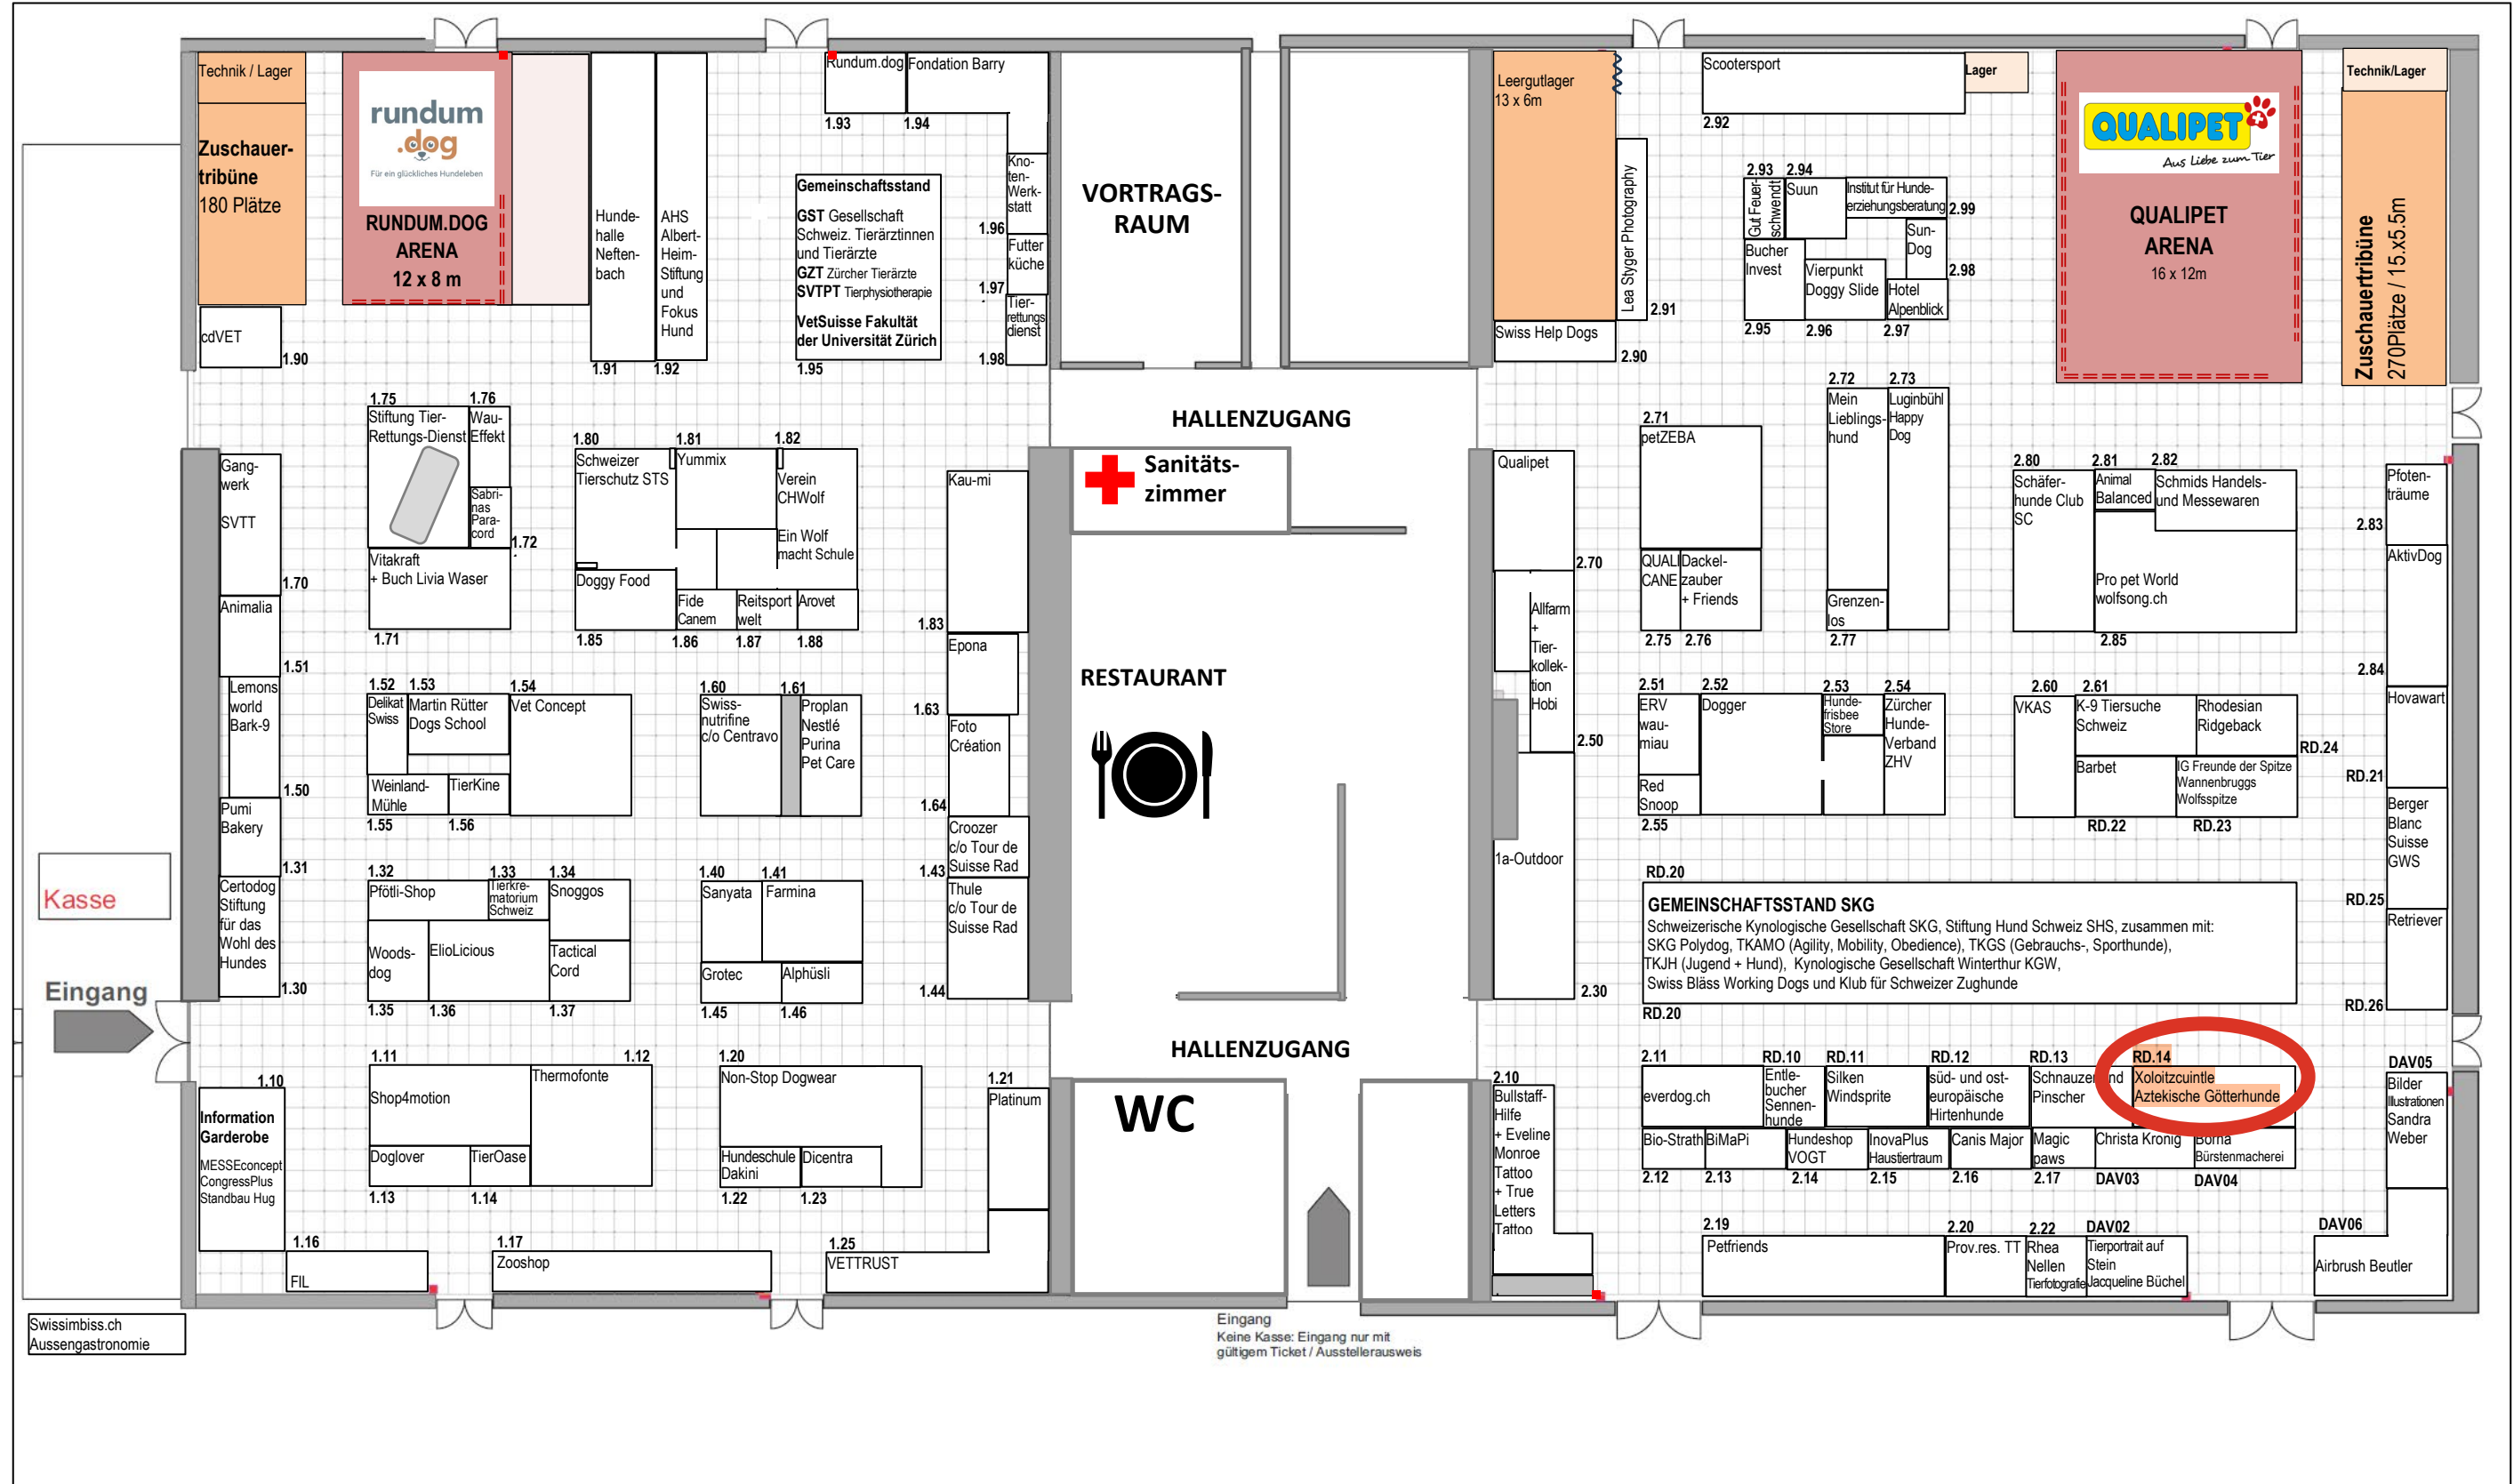 Technik / Lager
Zuschauer-
tribüne
180 Plätze
rundum
.dog
Für ein glückliches Hundeleben
RUNDUM.DOG
ARENA
12 x 8 m
Hunde-
halle
Neften-
bach
1.91
AHS
Albert-
Heim-
Stiftung
und
Fokus
Hund
1.92
Rundum.dog
1.93
Fondation Barry
1.94
Gemeinschaftsstand
GST Gesellschaft
Schweiz. Tierärztinnen
und Tierärzte
GZT Zürcher Tierärzte
SVTPT Tierphysiotherapie
VetSuisse Fakultät
der Universität Zürich
1.95
Kno-
ten-
Werk-
statt
1.96
Futter
küche
1.97
Tier-
rettungs
dienst
1.98
cdVET
1.90
VORTRAGS-
RAUM
HALLENZUGANG
Sanitäts-
zimmer
RESTAURANT
HALLENZUGANG
WC
1.75
Stiftung Tier-
Rettungs-Dienst
1.76
Wau-
Effekt
Sabri-
nas
Para-
cord
1.72
Vitakraft
+ Buch Livia Waser
1.71
1.80
Schweizer
Tierschutz STS
1.81
Yummix
1.82
Verein
CHWolf
Ein Wolf
macht Schule
Doggy Food
1.85
Fide
Canem
1.86
Reitsport
welt
1.87
Arovet
1.88
Kau-mi
1.83
Epona
1.63
Foto
Création
1.64
Croozer
c/o Tour de
Suisse Rad
1.43
Thule
c/o Tour de
Suisse Rad
1.44
Gang-
werk
SVTT
1.70
Animalia
1.51
Lemons
world
Bark-9
1.50
Pumi
Bakery
1.31
Certodog
Stiftung
für das
Wohl des
Hundes
1.30
1.52
Delikat
Swiss
1.53
Martin Rütter
Dogs School
1.54
Vet Concept
Weinland-
Mühle
1.55
TierKine
1.56
1.60
Swiss-
nutrifine
c/o Centravo
1.61
Proplan
Nestlé
Purina
Pet Care
1.32
Pfötli-Shop
1.33
Tierkre-
matorium
Schweiz
1.34
Snoggos
Woods-
dog
1.35
ElioLicious
1.36
Tactical
Cord
1.37
1.40
Sanyata
1.41
Farmina
Grotec
1.45
Alphüsli
1.46
Kasse
Eingang
1.10
Information
Garderobe
MESSEconcept
CongressPlus
Standbau Hug
1.11
Shop4motion
1.12
Thermofonte
Doglover
1.13
TierOase
1.14
1.20
Non-Stop Dogwear
Hundeschule
Dakini
1.22
Dicentra
1.23
1.21
Platinum
1.16
FIL
1.17
Zooshop
1.25
VETTRUST
Swissimbiss.ch
Aussengastronomie
Eingang
Keine Kasse: Eingang nur mit
gültigem Ticket / Ausstellerausweis
Leergutlager
13 x 6m
Lea Styger Photography
2.91
Swiss Help Dogs
2.90
Scootersport
2.92
Lager
2.93
Gut Feuer-
schwendt
2.94
Suun
Institut für Hunde-
erziehungsberatung
2.99
Sun-
Dog
2.98
Bucher
Invest
2.95
Vierpunkt
Doggy Slide
2.96
Hotel
Alpenblick
2.97
QUALIPET
Aus Liebe zum Tier
QUALIPET
ARENA
16 x 12m
Technik/Lager
Zuschauertribüne
270Plätze / 15.x5.5m
Qualipet
2.70
Allfarm
+
Tier-
kollek-
tion
Hobi
2.50
1a-Outdoor
2.30
2.71
petZEBA
QUALI
CANE
2.75
Dackel-
zauber
+ Friends
2.76
2.72
Mein
Lieblings-
hund
2.73
Luginbühl
Happy
Dog
Grenzen-
los
2.77
2.80
Schäfer-
hunde Club
SC
2.81
Animal
Balanced
2.82
Schmids Handels-
und Messewaren
Pro pet World
wolfsong.ch
2.85
Pfoten-
träume
2.83
AktivDog
2.84
Hovawart
RD.21
Berger
Blanc
Suisse
GWS
RD.25
Retriever
RD.26
2.51
ERV
wau-
miau
2.52
Dogger
2.53
Hunde-
frisbee
Store
2.54
Zürcher
Hunde-
Verband
ZHV
Red
Snoop
2.55
2.60
VKAS
2.61
K-9 Tiersuche
Schweiz
Rhodesian
Ridgeback
RD.24
Barbet
RD.22
IG Freunde der Spitze
Wannenbruggs
Wolfsspitze
RD.23
RD.20
GEMEINSCHAFTSSTAND SKG
Schweizerische Kynologische Gesellschaft SKG, Stiftung Hund Schweiz SHS, zusammen mit:
SKG Polydog, TKAMO (Agility, Mobility, Obedience), TKGS (Gebrauchs-, Sporthunde),
TKJH (Jugend + Hund), Kynologische Gesellschaft Winterthur KGW,
Swiss Bläss Working Dogs und Klub für Schweizer Zughunde
RD.20
2.10
Bullstaff-
Hilfe
+ Eveline
Monroe
Tattoo
+ True
Letters
Tattoo
2.11
everdog.ch
RD.10
Entle-
bucher
Sennen-
hunde
RD.11
Silken
Windsprite
RD.12
süd- und ost-
europäische
Hirtenhunde
RD.13
Schnauzer und
Pinscher
RD.14
Xoloitzcuintle
Aztekische Götterhunde
Bio-Strath
2.12
BiMaPi
2.13
Hundeshop
VOGT
2.14
InovaPlus
Haustiertraum
2.15
Canis Major
2.16
Magic
paws
2.17
Christa Kronig
DAV03
Borna
Bürstenmacherei
DAV04
DAV05
Bilder
Illustrationen
Sandra
Weber
2.19
Petfriends
2.20
Prov.res. TT
2.22
Rhea
Nellen
Tierfotografie
DAV02
Tierportrait auf
Stein
Jacqueline Büchel
DAV06
Airbrush Beutler